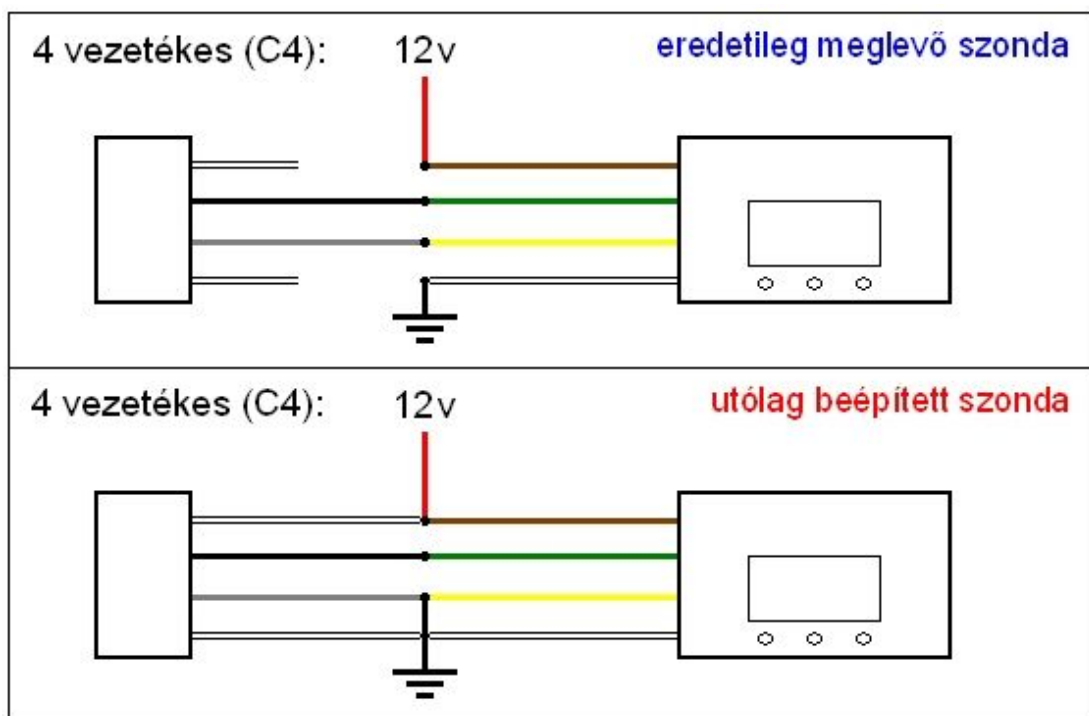 4 vezetékes (C4): 12v eredetileg meglevő szonda
4 vezetékes (C4): 12v utólag beépített szonda